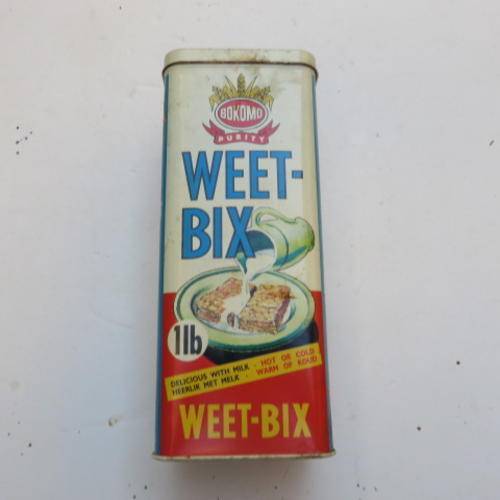 BOKOMO
PURITY
WEET-
BIX
1lb
DELICIOUS WITH MILK - HOT OR COLD
HEERLIK MET MELK - WARM OF KOUD
WEET-BIX